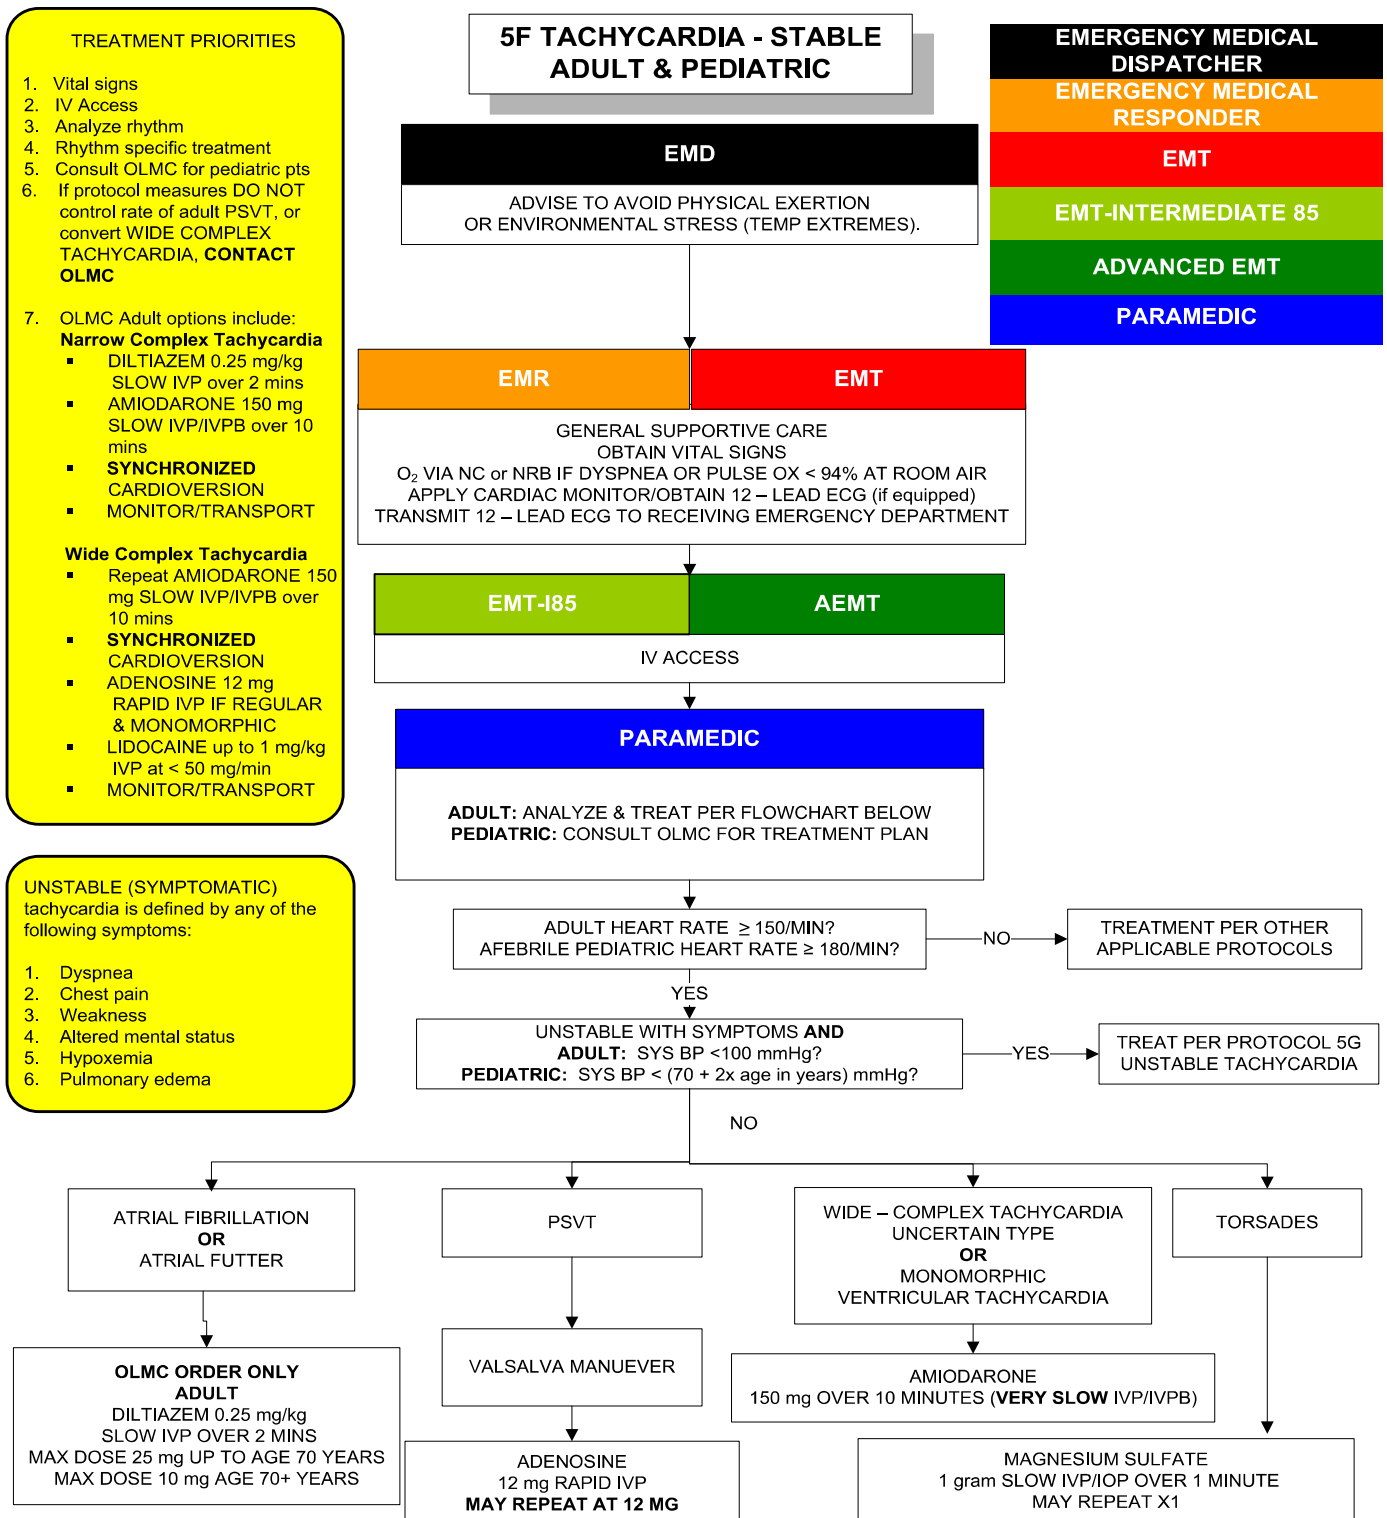 TREATMENT PRIORITIES
1. Vital signs
2. IV Access
3. Analyze rhythm
4. Rhythm specific treatment
5. Consult OLMC for pediatric pts
6. If protocol measures DO NOT
control rate of adult PSVT, or
convert WIDE COMPLEX
TACHYCARDIA, CONTACT
OLMC
7. OLMC Adult options include:
Narrow Complex Tachycardia
▪ DILTIAZEM 0.25 mg/kg
SLOW IVP over 2 mins
▪ AMIODARONE 150 mg
SLOW IVP/IVPB over 10
mins
▪ SYNCHRONIZED
CARDIOVERSION
▪ MONITOR/TRANSPORT
Wide Complex Tachycardia
▪ Repeat AMIODARONE 150
mg SLOW IVP/IVPB over
10 mins
▪ SYNCHRONIZED
CARDIOVERSION
▪ ADENOSINE 12 mg
RAPID IVP IF REGULAR
& MONOMORPHIC
▪ LIDOCAINE up to 1 mg/kg
IVP at < 50 mg/min
▪ MONITOR/TRANSPORT
UNSTABLE (SYMPTOMATIC)
tachycardia is defined by any of the
following symptoms:
1. Dyspnea
2. Chest pain
3. Weakness
4. Altered mental status
5. Hypoxemia
6. Pulmonary edema
5F TACHYCARDIA - STABLE
ADULT & PEDIATRIC
EMERGENCY MEDICAL
DISPATCHER
EMERGENCY MEDICAL
RESPONDER
EMT
EMT-INTERMEDIATE 85
ADVANCED EMT
PARAMEDIC
EMD
ADVISE TO AVOID PHYSICAL EXERTION
OR ENVIRONMENTAL STRESS (TEMP EXTREMES).
EMR
EMT
GENERAL SUPPORTIVE CARE
OBTAIN VITAL SIGNS
O₂ VIA NC or NRB IF DYSPNEA OR PULSE OX < 94% AT ROOM AIR
APPLY CARDIAC MONITOR/OBTAIN 12 – LEAD ECG (if equipped)
TRANSMIT 12 – LEAD ECG TO RECEIVING EMERGENCY DEPARTMENT
EMT-I85
AEMT
IV ACCESS
PARAMEDIC
ADULT: ANALYZE & TREAT PER FLOWCHART BELOW
PEDIATRIC: CONSULT OLMC FOR TREATMENT PLAN
ADULT HEART RATE ≥ 150/MIN?
AFEBRILE PEDIATRIC HEART RATE ≥ 180/MIN?
NO
TREATMENT PER OTHER
APPLICABLE PROTOCOLS
YES
UNSTABLE WITH SYMPTOMS AND
ADULT: SYS BP <100 mmHg?
PEDIATRIC: SYS BP < (70 + 2x age in years) mmHg?
YES
TREAT PER PROTOCOL 5G
UNSTABLE TACHYCARDIA
NO
ATRIAL FIBRILLATION
OR
ATRIAL FUTTER
PSVT
WIDE – COMPLEX TACHYCARDIA
UNCERTAIN TYPE
OR
MONOMORPHIC
VENTRICULAR TACHYCARDIA
TORSADES
OLMC ORDER ONLY
ADULT
DILTIAZEM 0.25 mg/kg
SLOW IVP OVER 2 MINS
MAX DOSE 25 mg UP TO AGE 70 YEARS
MAX DOSE 10 mg AGE 70+ YEARS
VALSALVA MANUEVER
ADENOSINE
12 mg RAPID IVP
MAY REPEAT AT 12 MG
AMIODARONE
150 mg OVER 10 MINUTES (VERY SLOW IVP/IVPB)
MAGNESIUM SULFATE
1 gram SLOW IVP/IOP OVER 1 MINUTE
MAY REPEAT X1